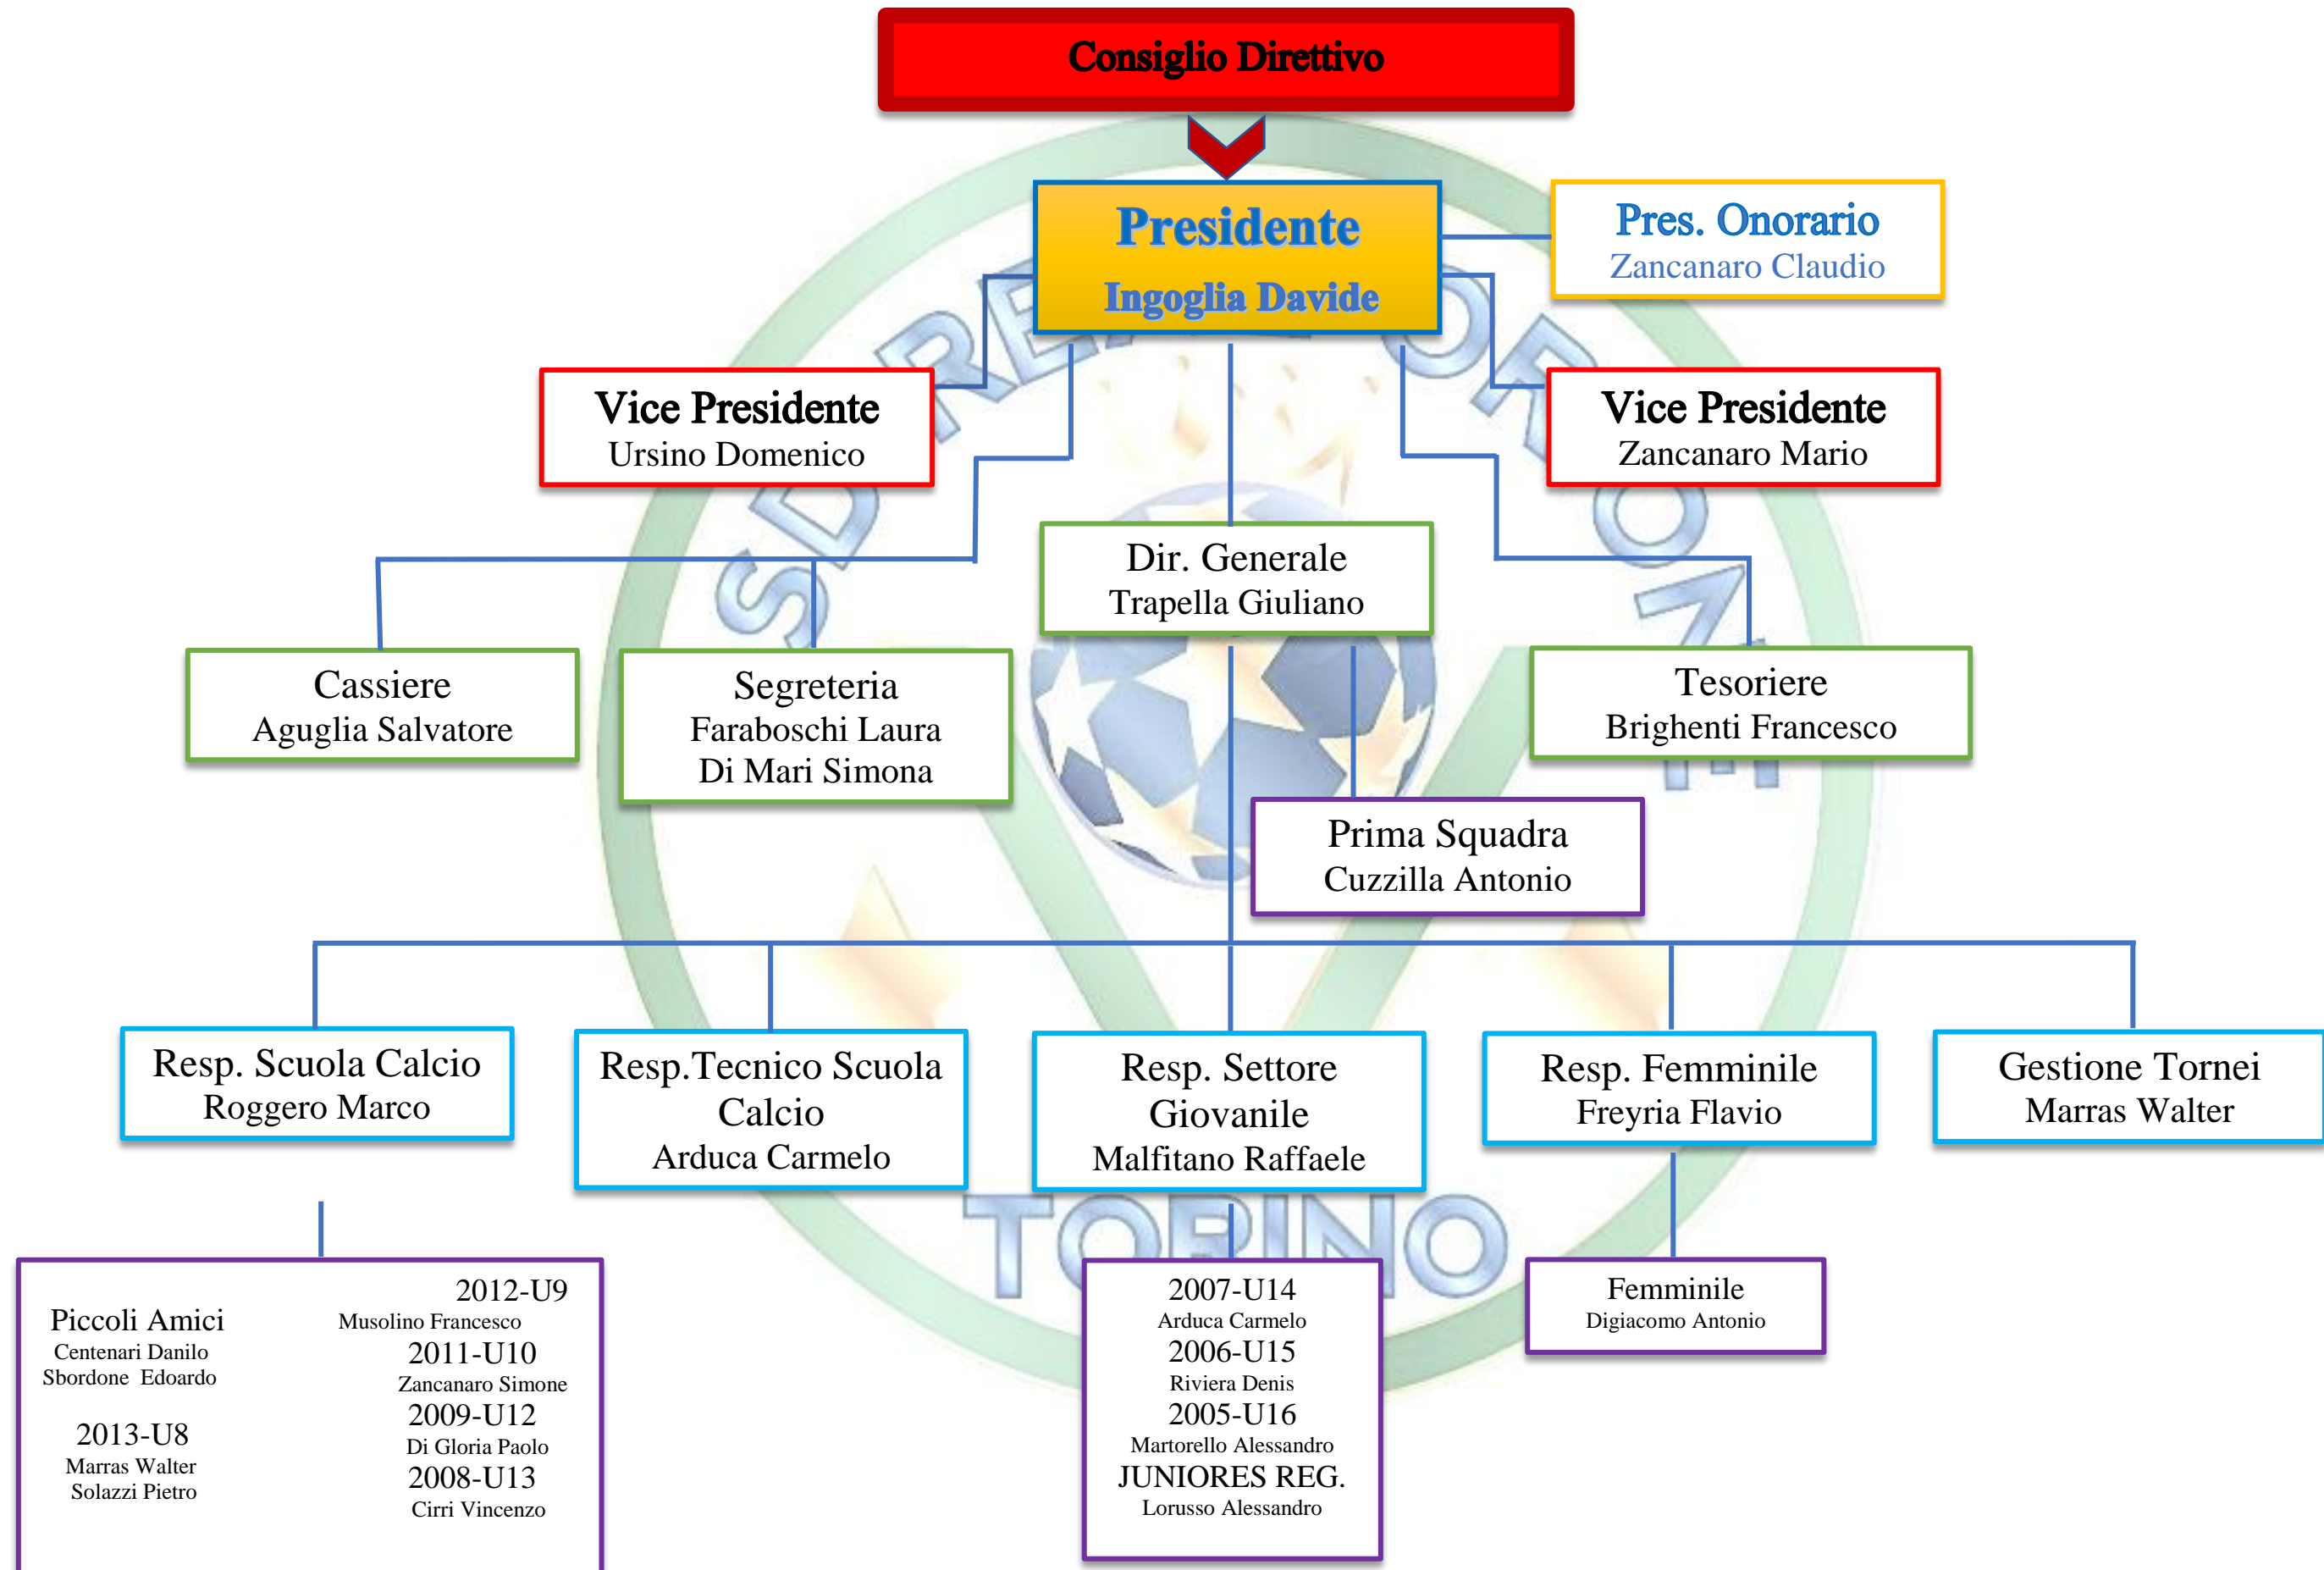 Consiglio Direttivo
Presidente
Ingoglia Davide
Pres. Onorario
Zancanaro Claudio
Vice Presidente
Ursino Domenico
Vice Presidente
Zancanaro Mario
Dir. Generale
Trapella Giuliano
Cassiere
Aguglia Salvatore
Segreteria
Faraboschi Laura
Di Mari Simona
Tesoriere
Brighenti Francesco
Prima Squadra
Cuzzilla Antonio
Resp. Scuola Calcio
Roggero Marco
Resp.Tecnico Scuola
Calcio
Arduca Carmelo
Resp. Settore
Giovanile
Malfitano Raffaele
Resp. Femminile
Freyria Flavio
Gestione Tornei
Marras Walter
TORINO
Piccoli Amici
Centenari Danilo
Sbordone Edoardo
2013-U8
Marras Walter
Solazzi Pietro
2012-U9
Musolino Francesco
2011-U10
Zancanaro Simone
2009-U12
Di Gloria Paolo
2008-U13
Cirri Vincenzo
2007-U14
Arduca Carmelo
2006-U15
Riviera Denis
2005-U16
Martorello Alessandro
JUNIORES REG.
Lorusso Alessandro
Femminile
Digiacomo Antonio